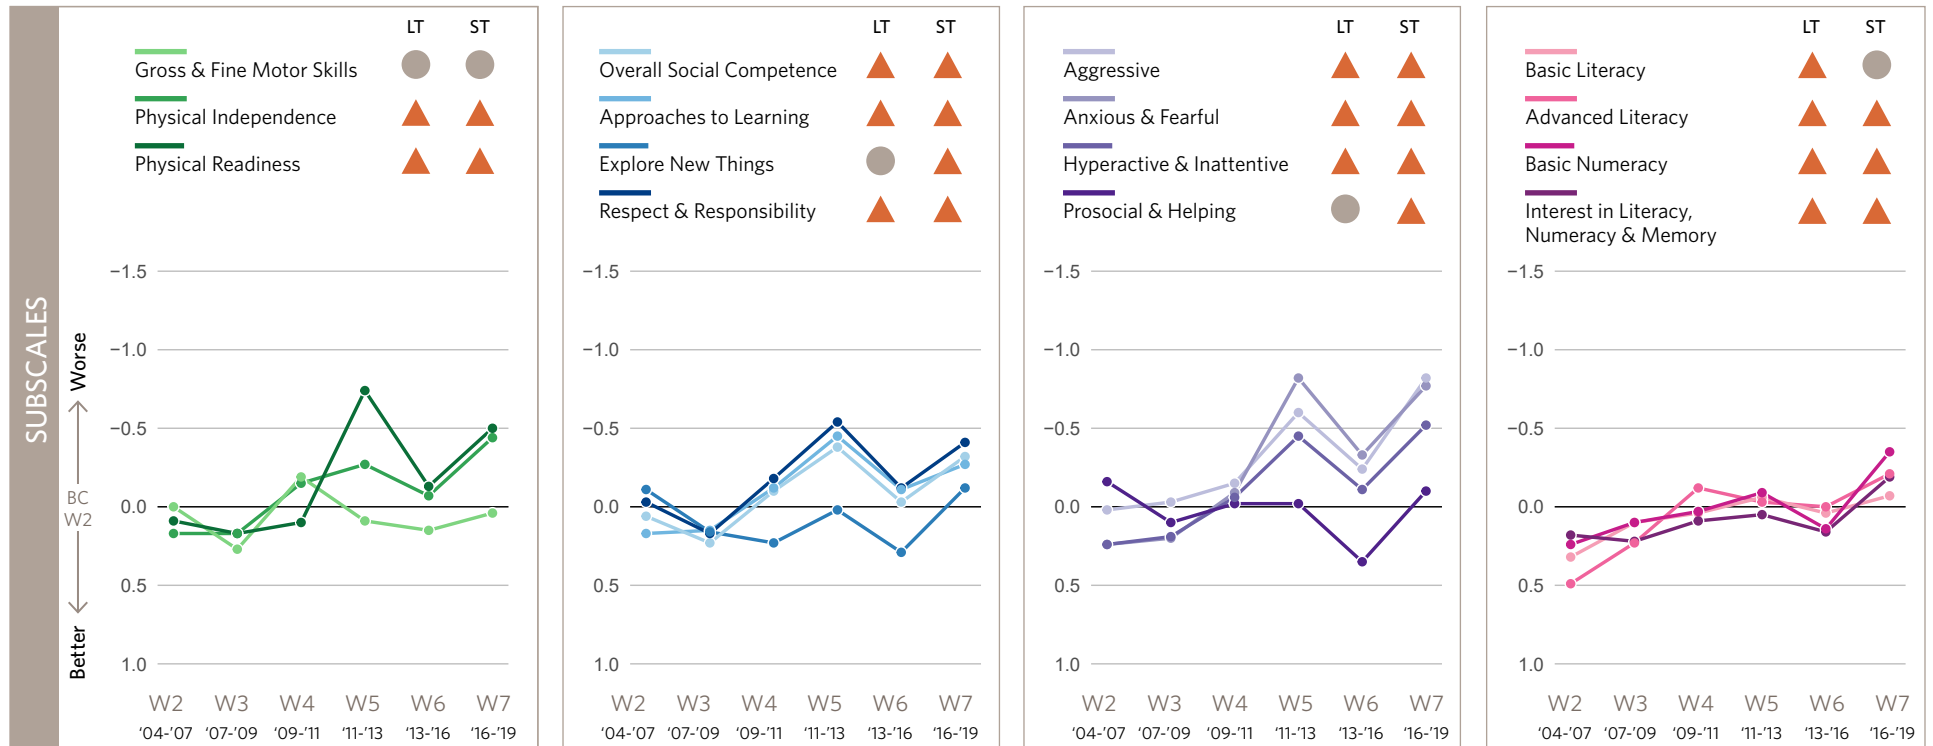 SUBSCALES
Worse
BC
W2
Better
LT ST
Gross & Fine Motor Skills
Physical Independence
Physical Readiness
−1.5
−1.0
−0.5
0.0
0.5
1.0
W2 W3 W4 W5 W6 W7
‘04-’07 ‘07-’09 ‘09-’11 ‘11-’13 ‘13-’16 ‘16-’19
LT ST
Overall Social Competence
Approaches to Learning
Explore New Things
Respect & Responsibility
−1.5
−1.0
−0.5
0.0
0.5
1.0
W2 W3 W4 W5 W6 W7
‘04-’07 ‘07-’09 ‘09-’11 ‘11-’13 ‘13-’16 ‘16-’19
LT ST
Aggressive
Anxious & Fearful
Hyperactive & Inattentive
Prosocial & Helping
−1.5
−1.0
−0.5
0.0
0.5
1.0
W2 W3 W4 W5 W6 W7
‘04-’07 ‘07-’09 ‘09-’11 ‘11-’13 ‘13-’16 ‘16-’19
LT ST
Basic Literacy
Advanced Literacy
Basic Numeracy
Interest in Literacy,
Numeracy & Memory
−1.5
−1.0
−0.5
0.0
0.5
1.0
W2 W3 W4 W5 W6 W7
‘04-’07 ‘07-’09 ‘09-’11 ‘11-’13 ‘13-’16 ‘16-’19